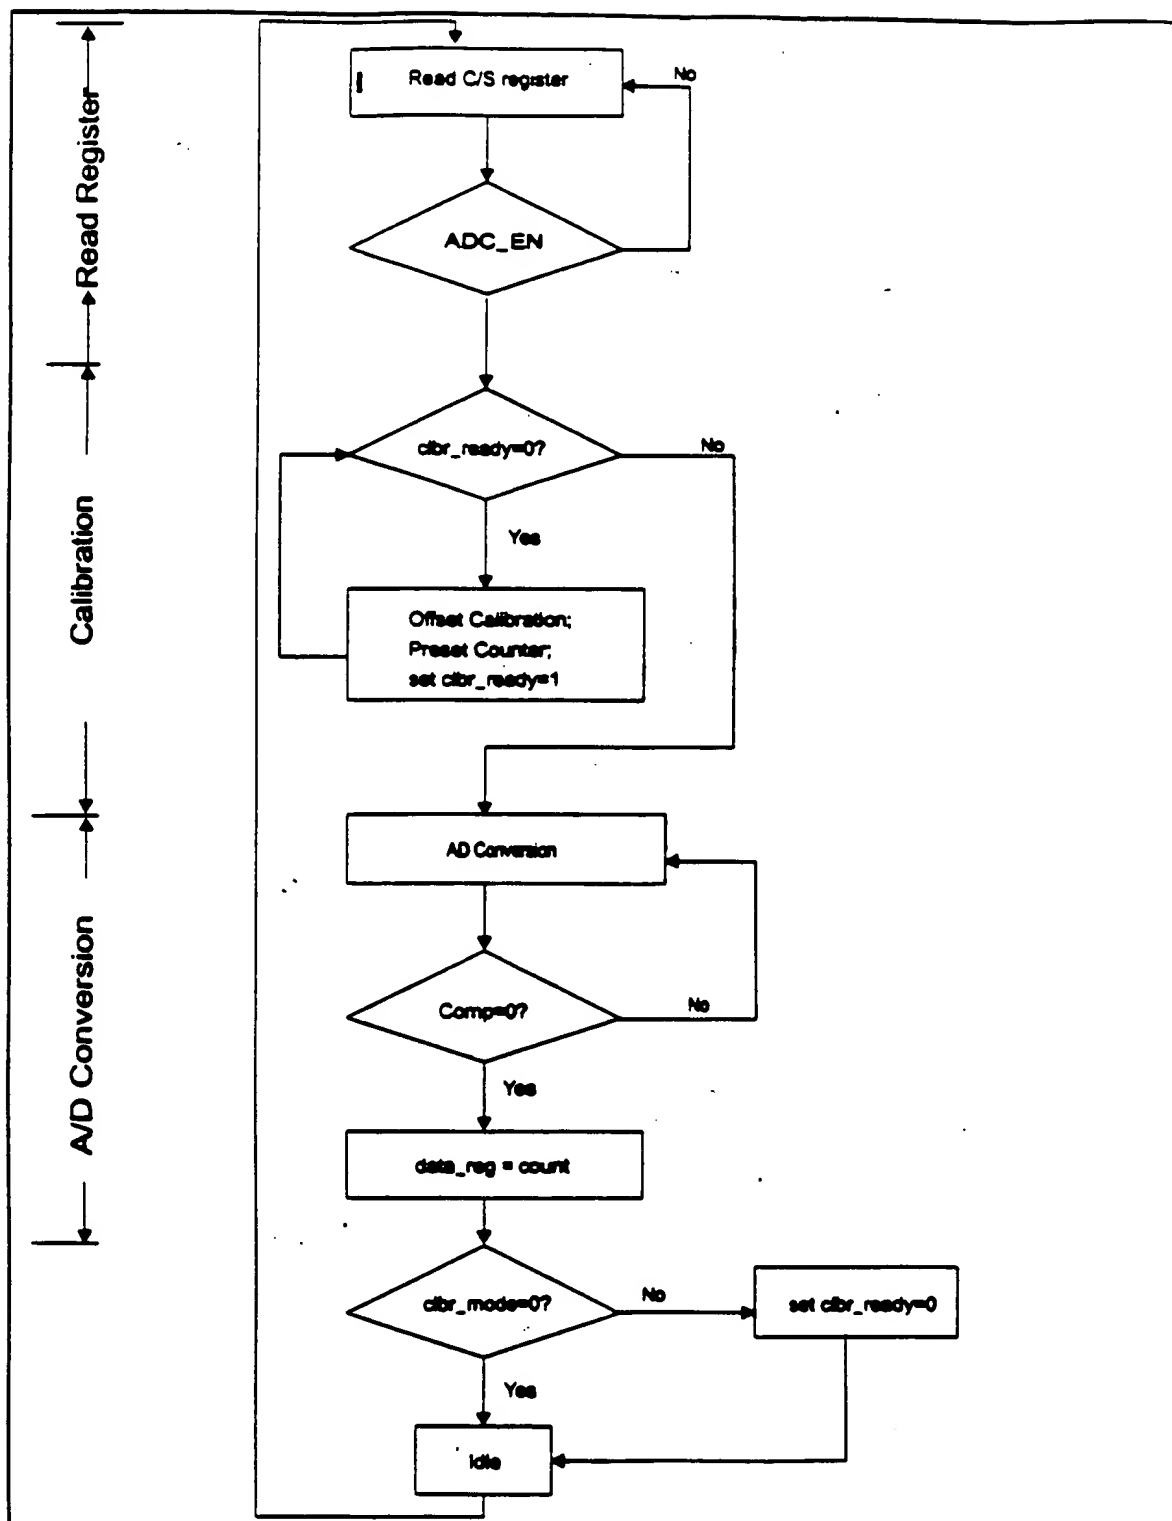 Read C/S register
No
ADC_EN
Read Register
clbr_ready=0?
No
Yes
Calibration
Offset Calibration;
Preset Counter;
set clbr_ready=1
AD Conversion
Comp=0?
No
Yes
A/D Conversion
data_reg = count
clbr_mode=0?
No
set clbr_ready=0
Yes
Idle